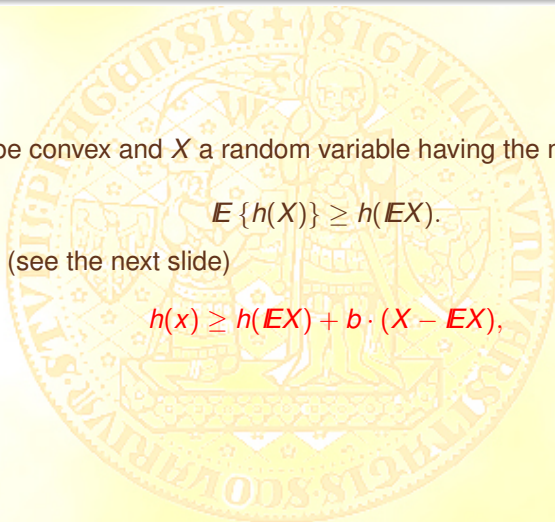 be convex and X a random variable having the
E {h(X)} ≥ h(EX).
(see the next slide)
h(x) ≥ h(EX) + b · (X − EX),